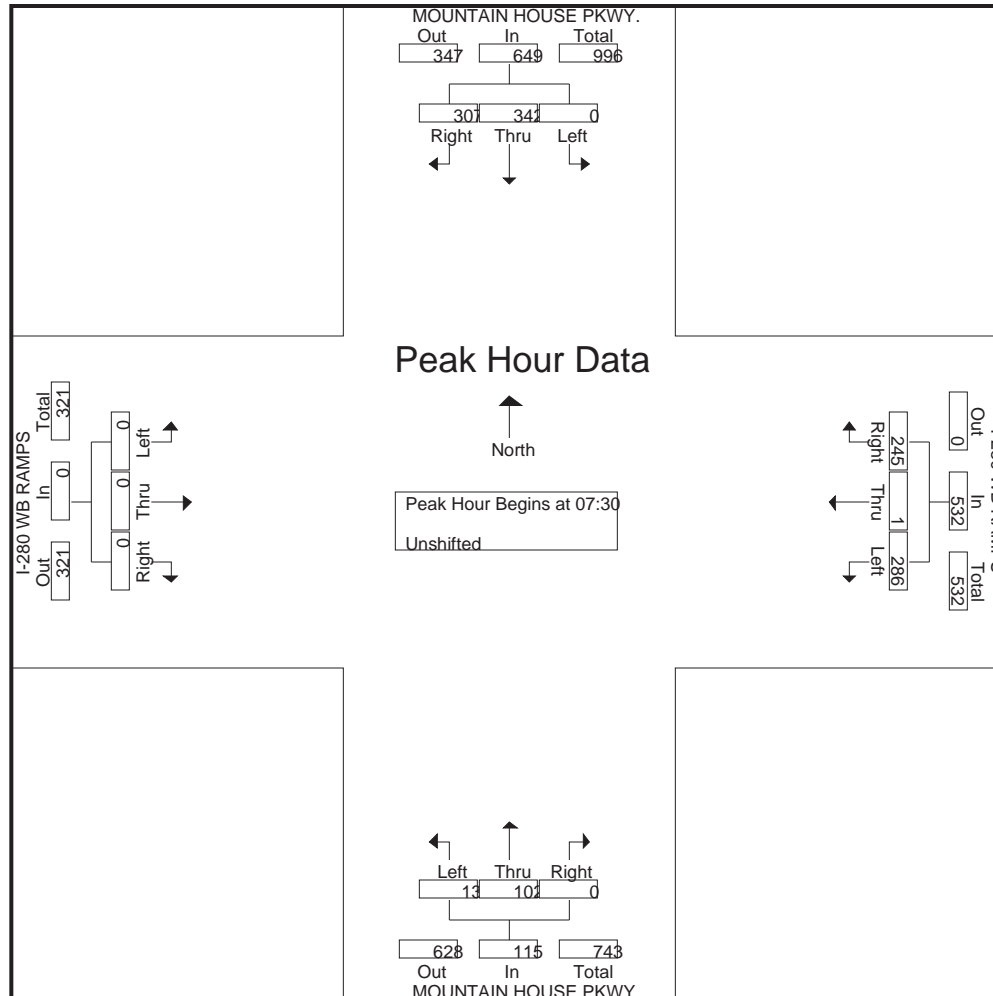 MOUNTAIN HOUSE PKWY.
Out In Total
347 649 996
307 342 0
Right Thru Left
Peak Hour Data
North
Peak Hour Begins at 07:30
Unshifted
I-280 WB RAMPS
Total In Out
321 0 321
0 0 0
Left Thru Right
Out In Total
0 532 532
245 1 286
Right Thru Left
Left Thru Right
13 102 0
628 115 743
Out In Total
MOUNTAIN HOUSE PKWY